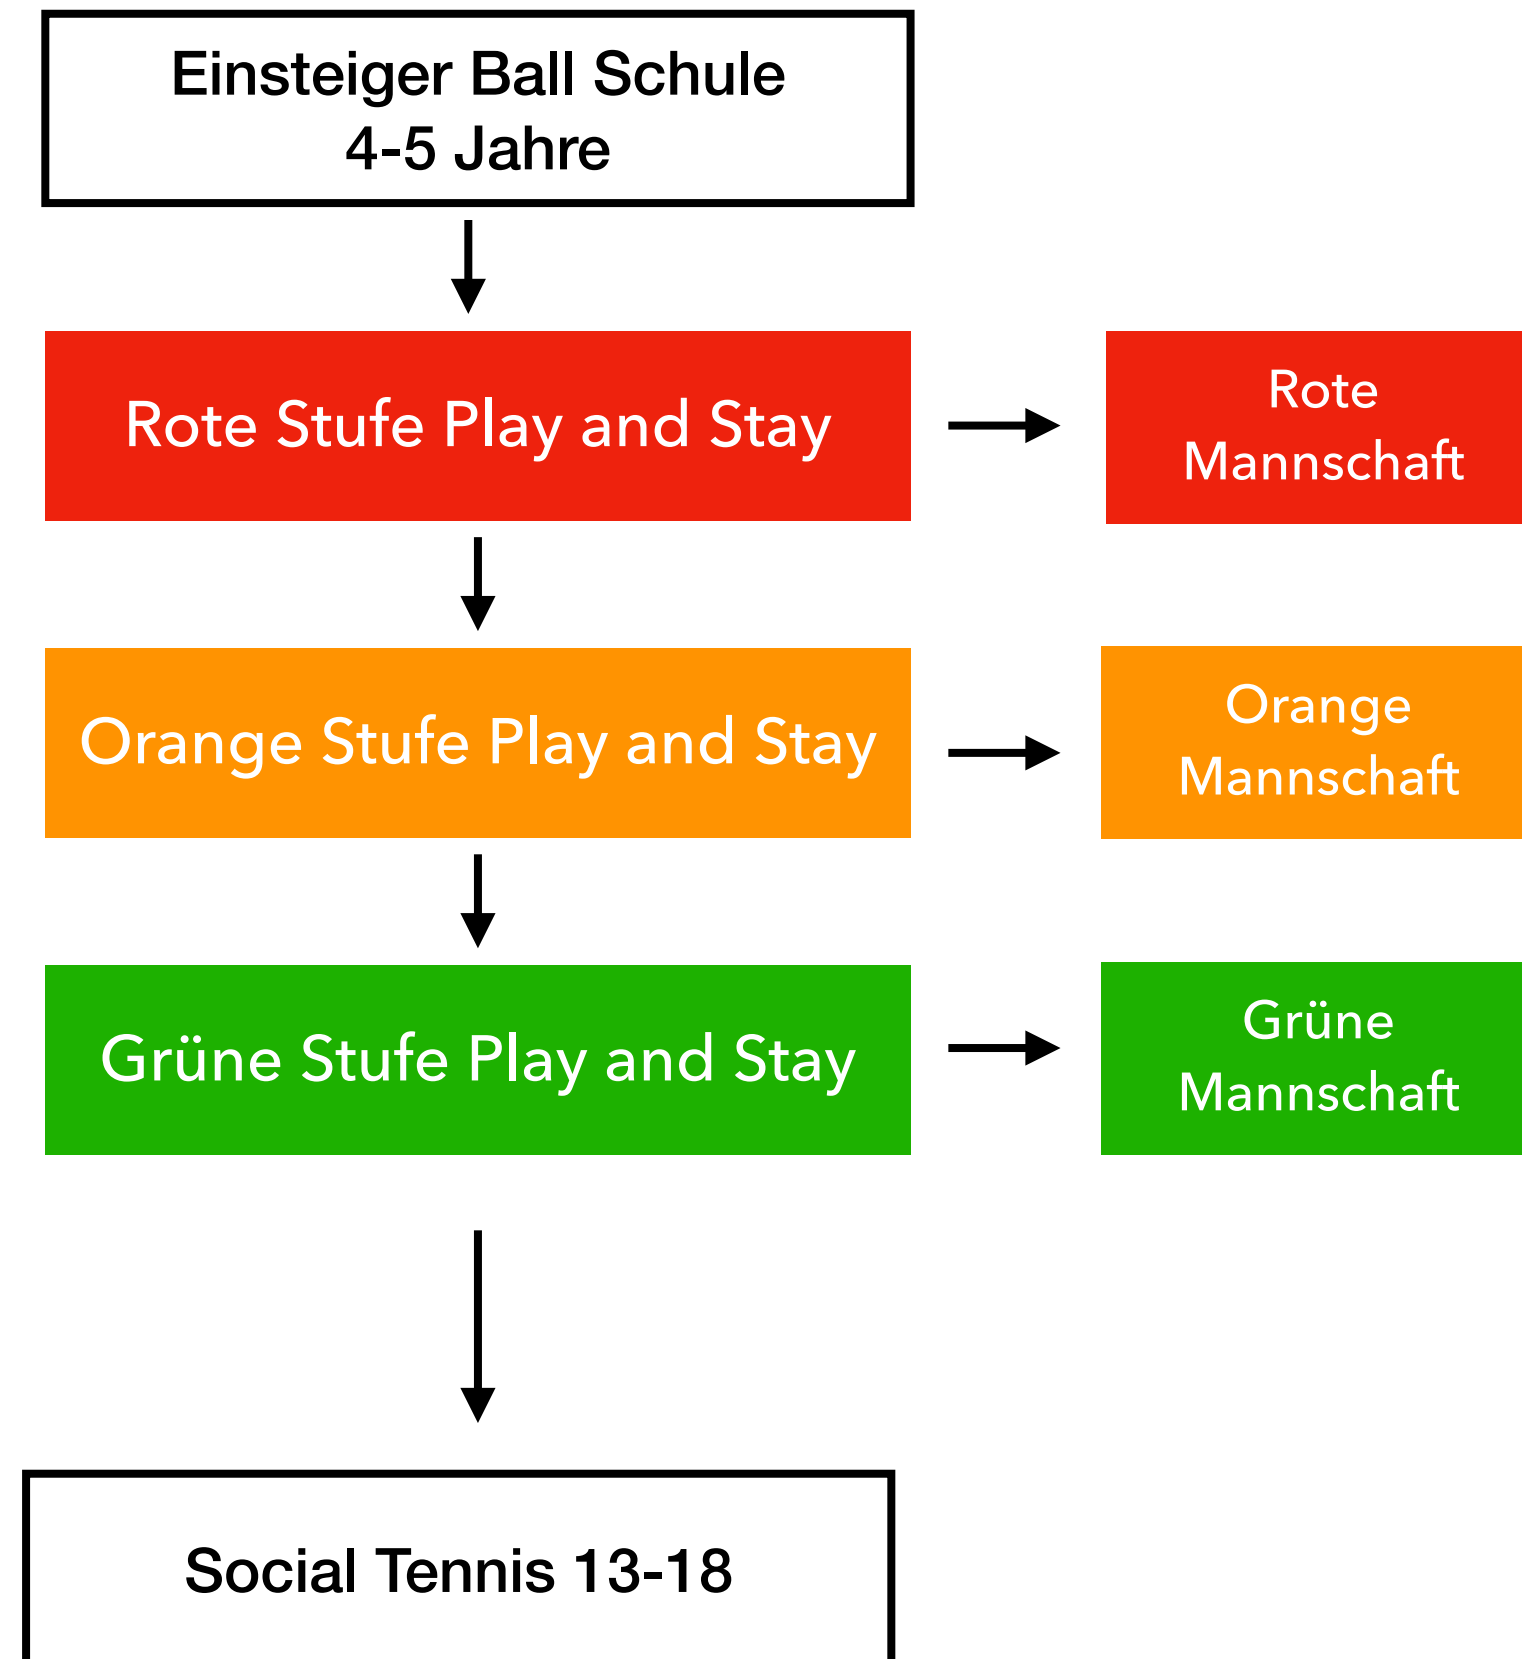 Einsteiger Ball Schule
4-5 Jahre
Rote Stufe Play and Stay
Rote
Mannschaft
Orange Stufe Play and Stay
Orange
Mannschaft
Grüne Stufe Play and Stay
Grüne
Mannschaft
Social Tennis 13-18